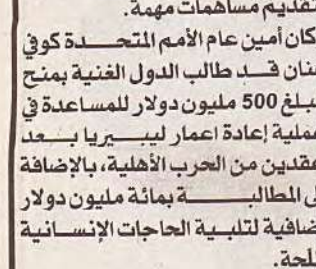 تقديم مساهمات مهمة.
كان أمين عام الأمم المتحدة كوفي
عنان قد طالب الدول الغنية بمنح
مبلغ 500 مليون دولار للمساعدة في
عملية إعادة اعمار ليبيريا بعد
عقدين من الحرب الأهلية، بالإضافة
إلى المطالبة بمائة مليون دولار
إضافية لتلبية الحاجات الإنسانية
الملحة.